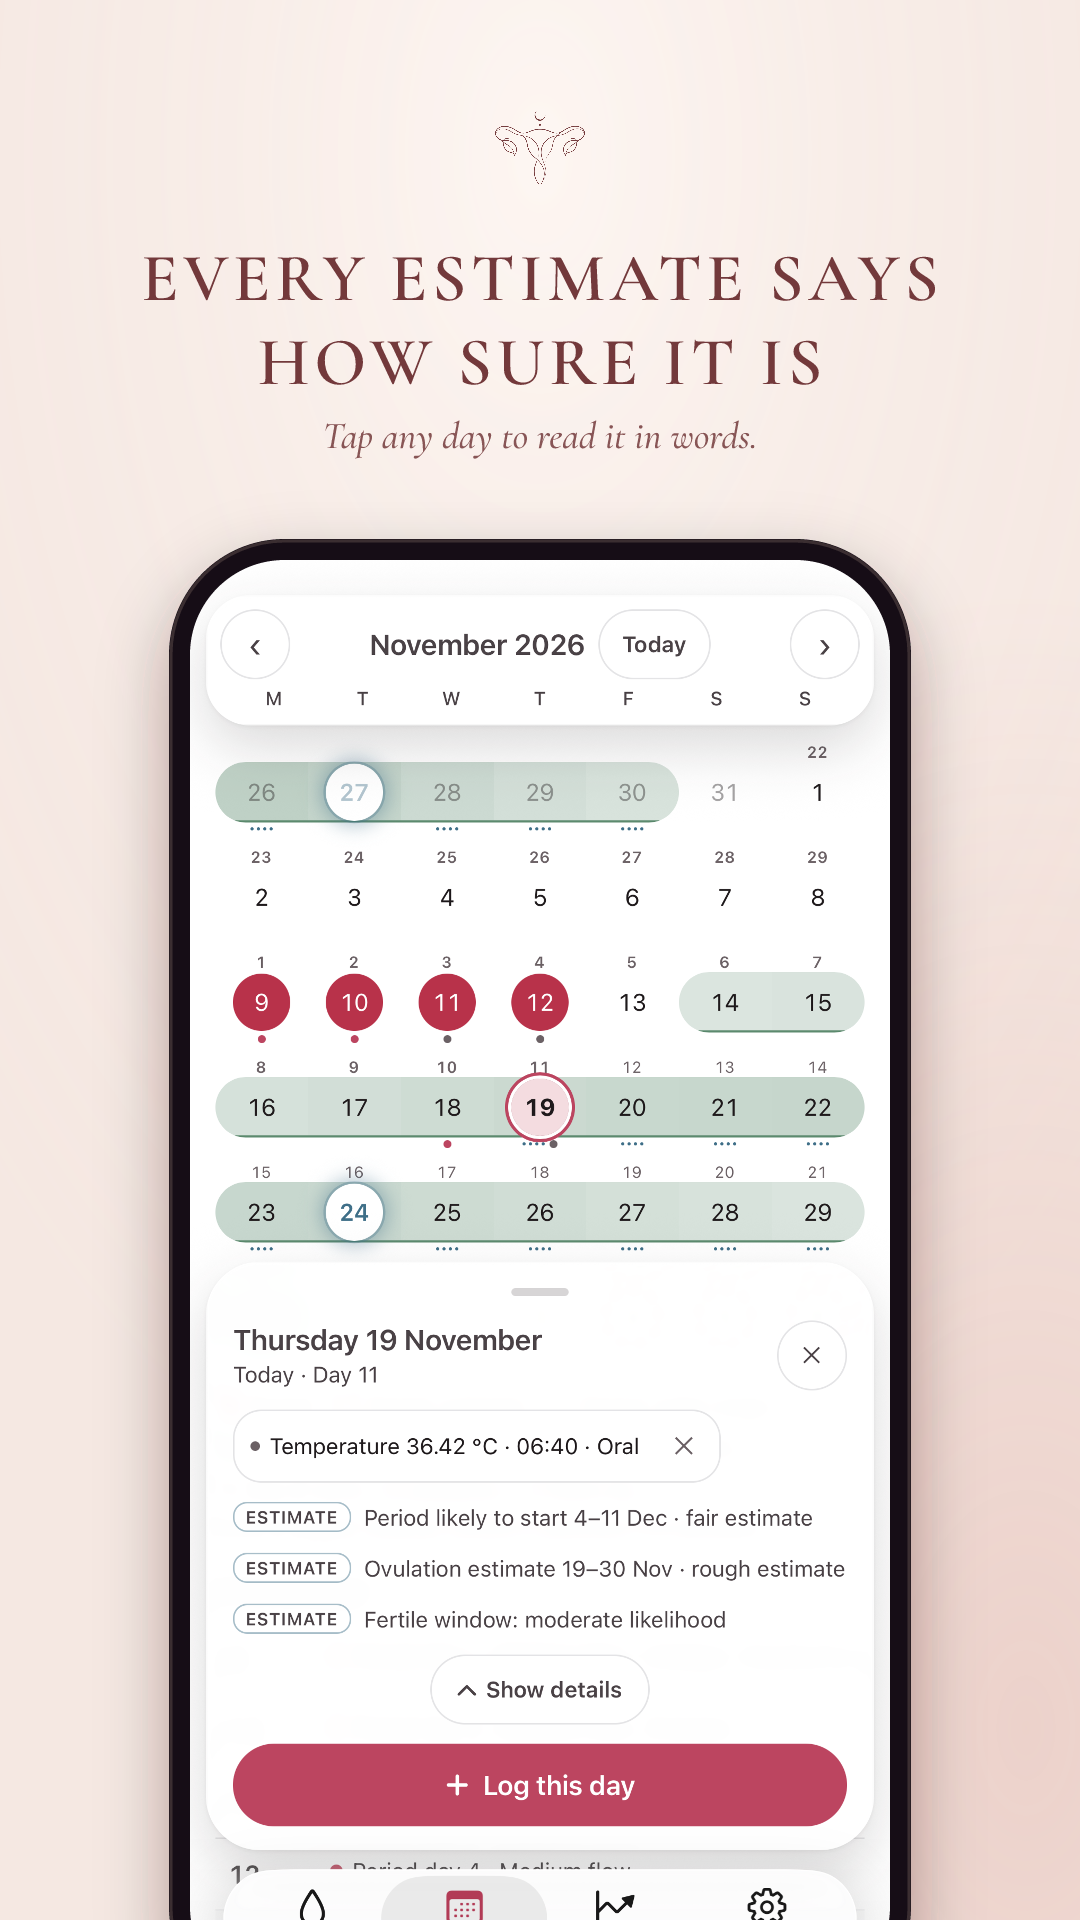 EVERY ESTIMATE SAYS
HOW SURE IT IS
Tap any day to read it in words.
‹ November 2026 Today ›
M T W T F S S
22
26 27 28 29 30 31 1
23 24 25 26 27 28 29
2 3 4 5 6 7 8
1 2 3 4 5 6 7
9 10 11 12 13 14 15
8 9 10 11 12 13 14
16 17 18 19 20 21 22
15 16 17 18 19 20 21
23 24 25 26 27 28 29
Thursday 19 November
Today · Day 11
Temperature 36.42 °C · 06:40 · Oral
ESTIMATE Period likely to start 4–11 Dec · fair estimate
ESTIMATE Ovulation estimate 19–30 Nov · rough estimate
ESTIMATE Fertile window: moderate likelihood
Show details
+ Log this day
12 Period day 4 · Medium flow